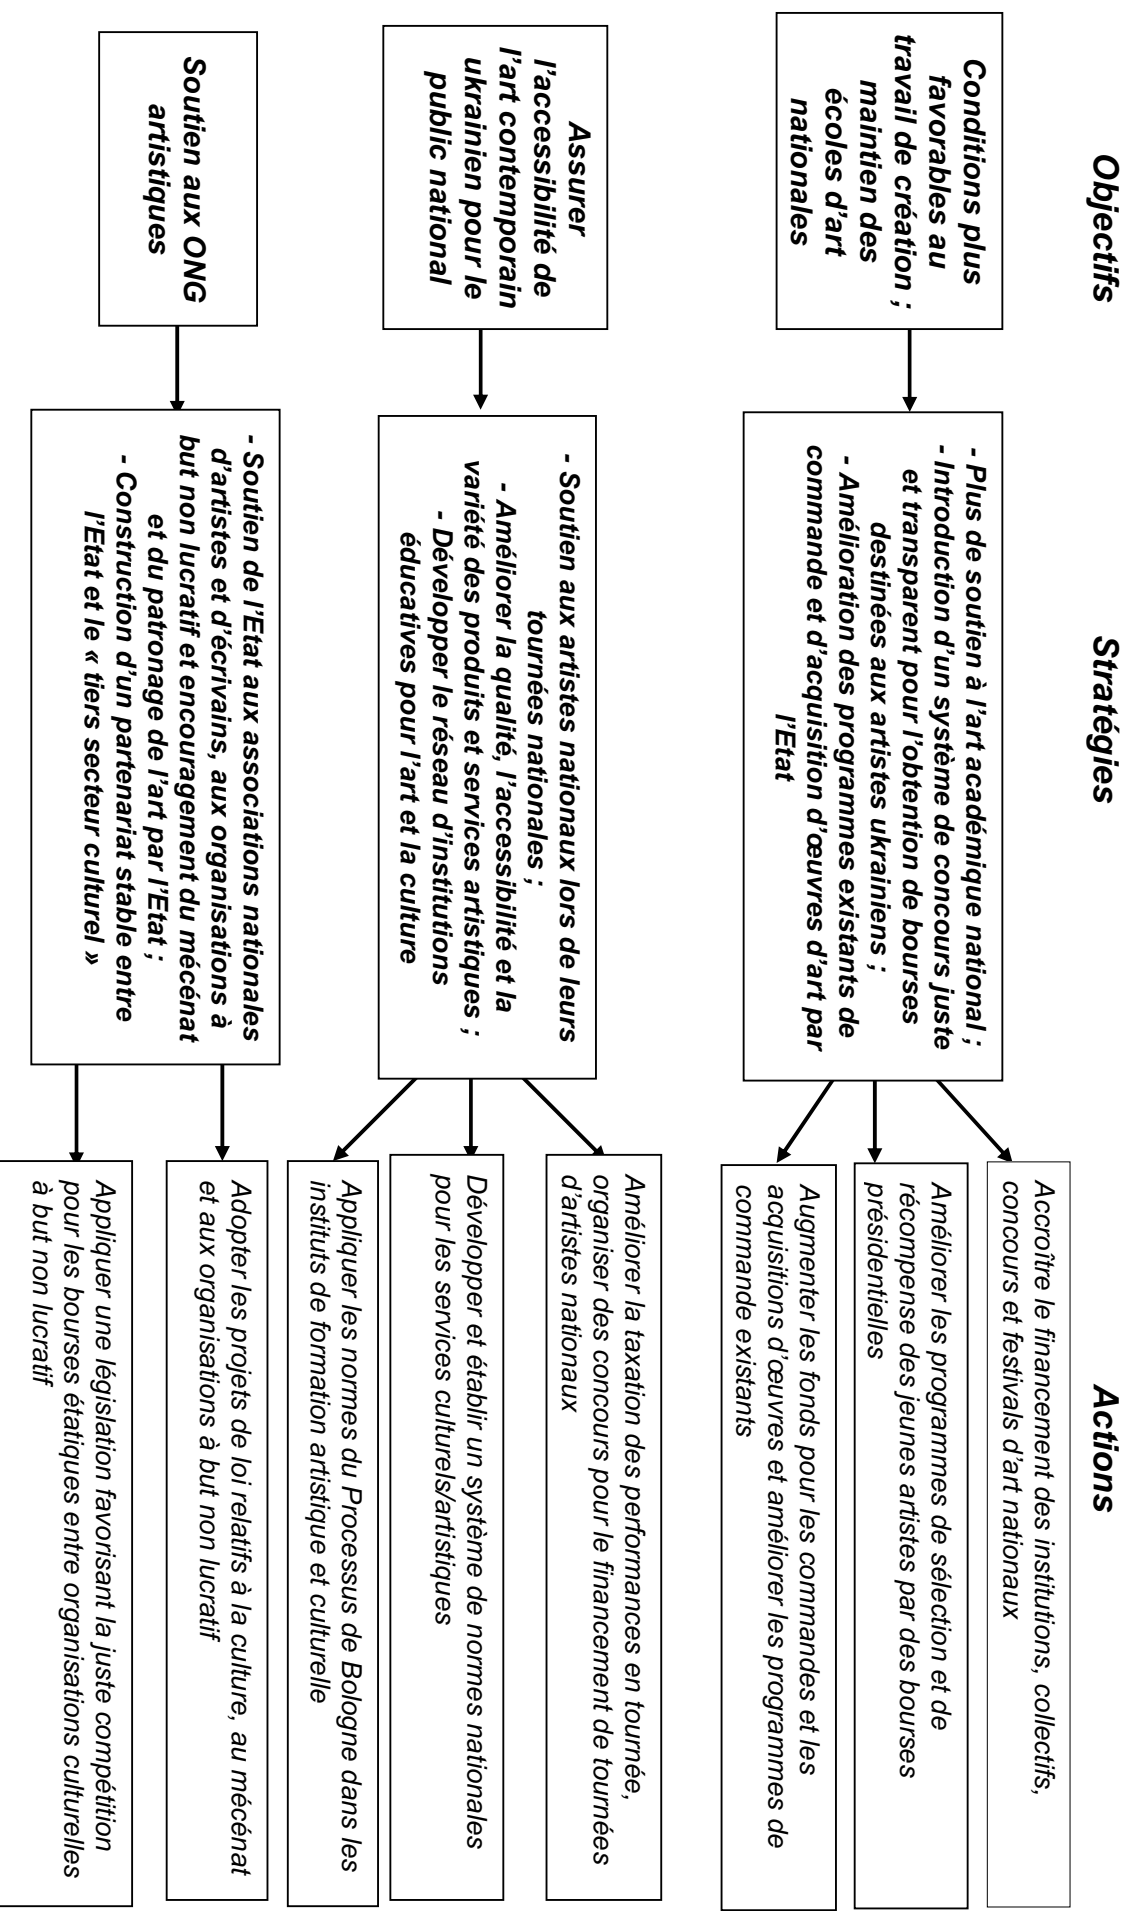 Objectifs
Stratégies
Actions
Conditions plus
favorables au
travail de création ;
maintien des
écoles d’art
nationales
- Plus de soutien à l’art académique national ;
- Introduction d’un système de concours juste
et transparent pour l’obtention de bourses
destinées aux artistes ukrainiens ;
- Amélioration des programmes existants de
commande et d’acquisition d’œuvres d’art par
l’Etat
Accroître le financement des institutions, collectifs,
concours et festivals d’art nationaux
Améliorer les programmes de sélection et de
récompense des jeunes artistes par des bourses
présidentielles
Augmenter les fonds pour les commandes et les
acquisitions d’œuvres et améliorer les programmes de
commande existants
Assurer
l’accessibilité de
l’art contemporain
ukrainien pour le
public national
- Soutien aux artistes nationaux lors de leurs
tournées nationales ;
- Améliorer la qualité, l’accessibilité et la
variété des produits et services artistiques ;
- Développer le réseau d’institutions
éducatives pour l’art et la culture
Améliorer la taxation des performances en tournée,
organiser des concours pour le financement de tournées
d’artistes nationaux
Développer et établir un système de normes nationales
pour les services culturels/artistiques
Appliquer les normes du Processus de Bologne dans les
instituts de formation artistique et culturelle
Soutien aux ONG
artistiques
- Soutien de l’Etat aux associations nationales
d’artistes et d’écrivains, aux organisations à
but non lucratif et encouragement du mécénat
et du patronage de l’art par l’Etat ;
- Construction d’un partenariat stable entre
l’Etat et le « tiers secteur culturel »
Adopter les projets de loi relatifs à la culture, au mécénat
et aux organisations à but non lucratif
Appliquer une législation favorisant la juste compétition
pour les bourses étatiques entre organisations culturelles
à but non lucratif